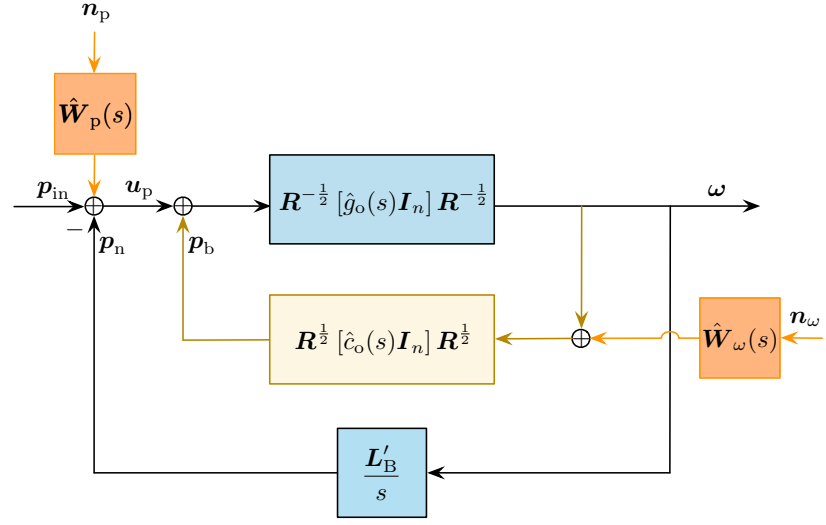 n_p
Ŵ_p(s)
p_in
u_p
R^{-1/2} [ĝ_o(s)I_n] R^{-1/2}
ω
−
p_n
p_b
R^{1/2} [ĉ_o(s)I_n] R^{1/2}
Ŵ_ω(s)
n_ω
L′_B
s